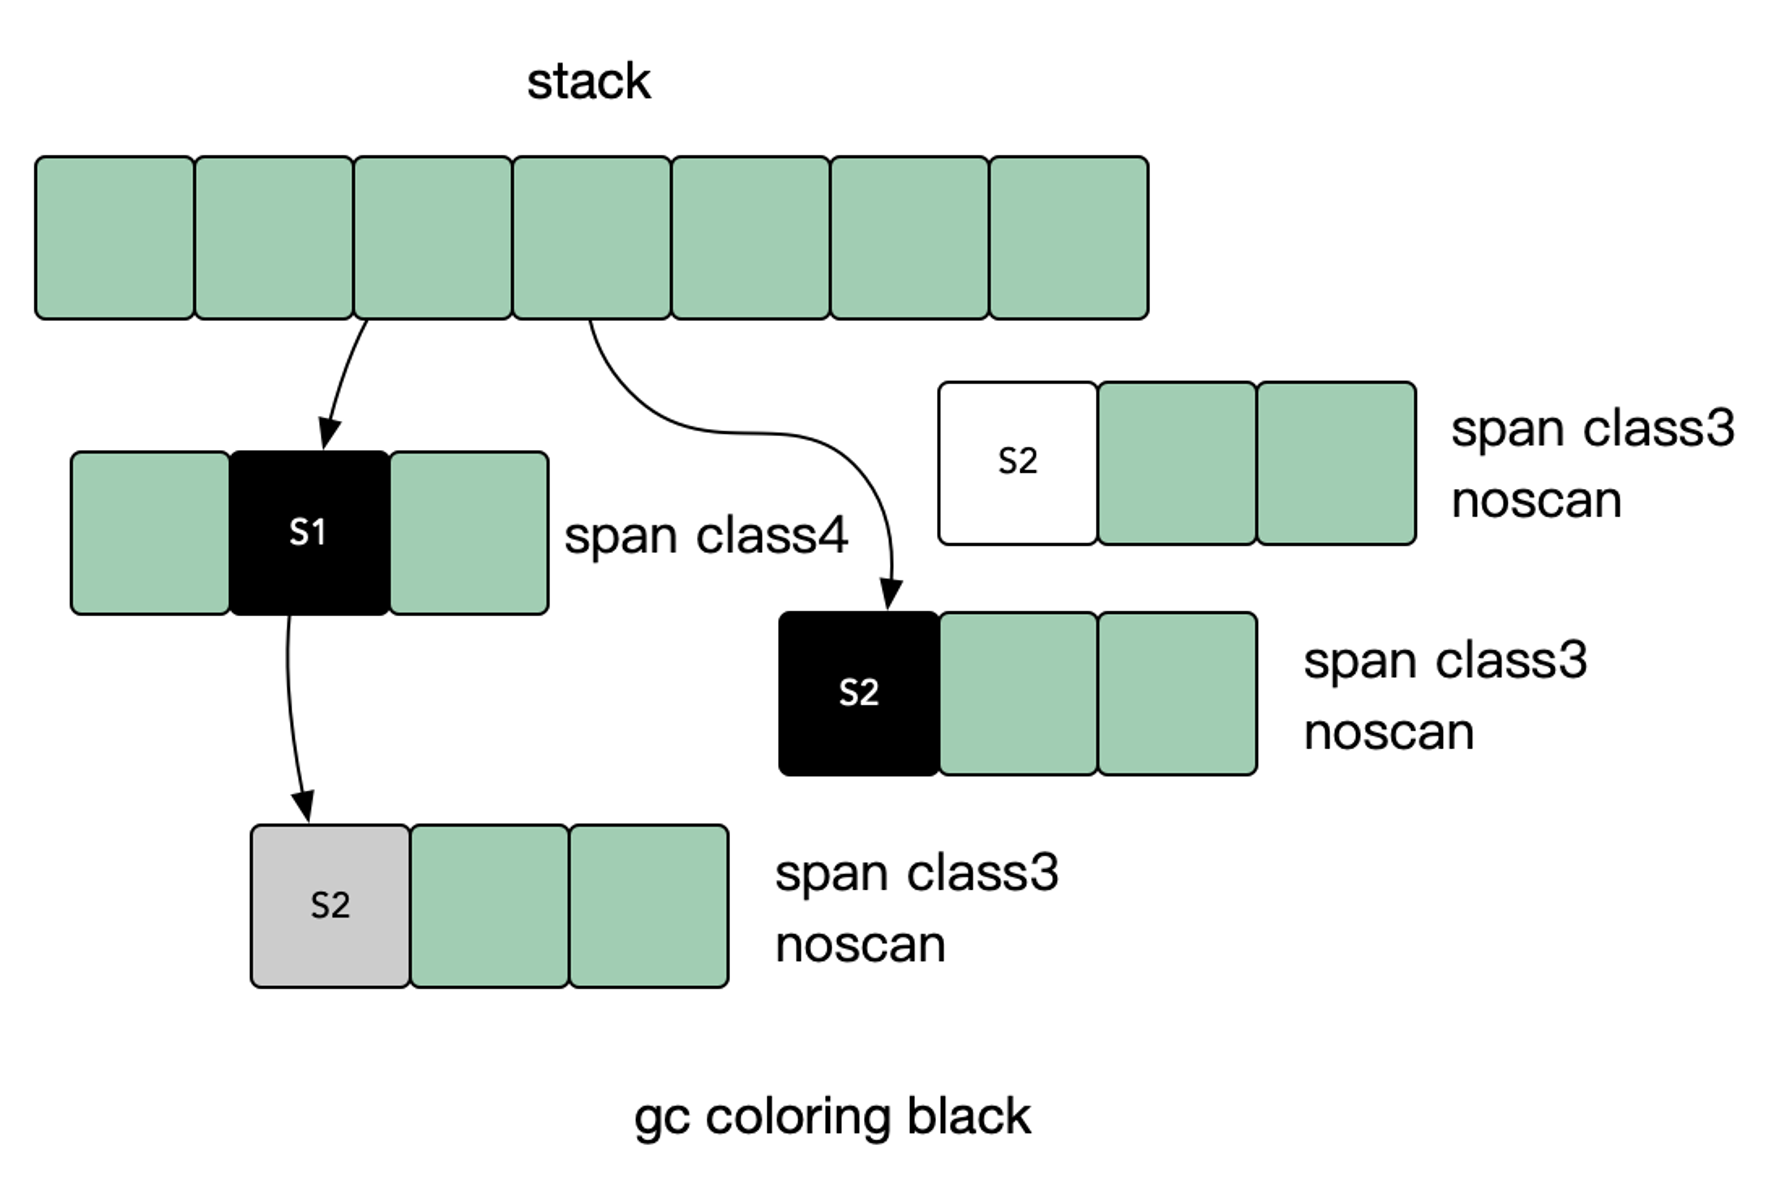 stack
S2
span class3
noscan
S1
span class4
S2
span class3
noscan
S2
span class3
noscan
gc coloring black